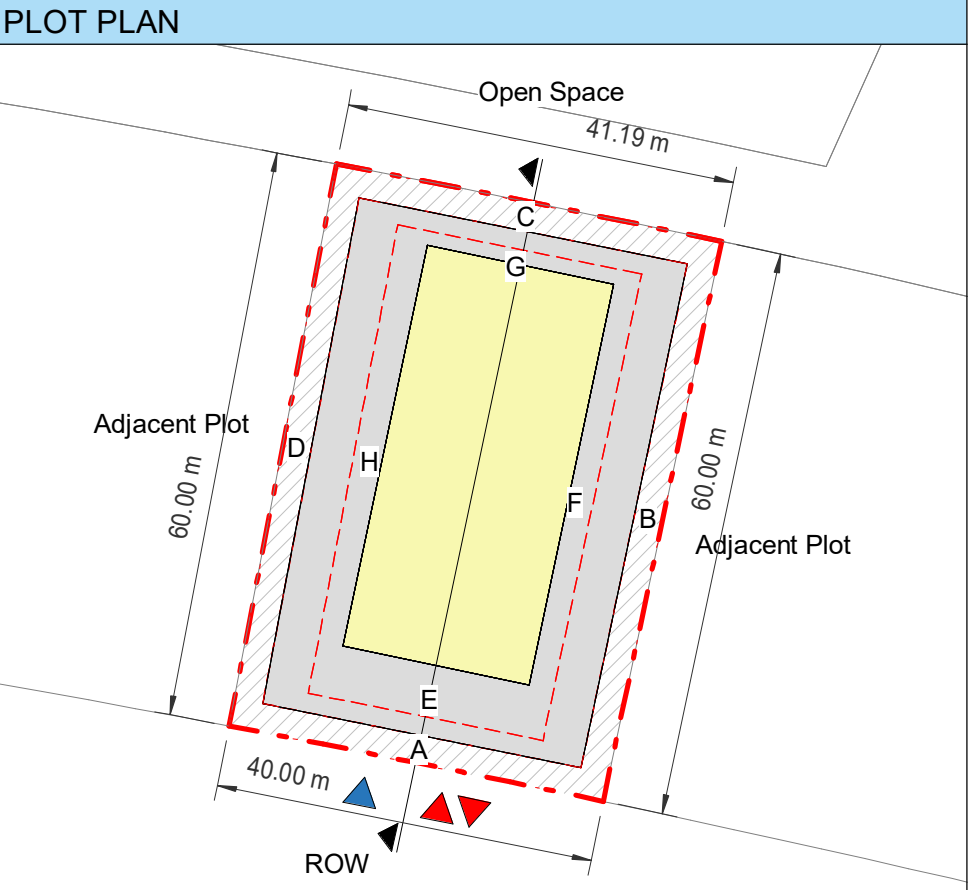 PLOT PLAN
Open Space
41.19 m
C
G
Adjacent Plot
D
H
60.00 m
F
B
60.00 m
Adjacent Plot
E
A
40.00 m
ROW